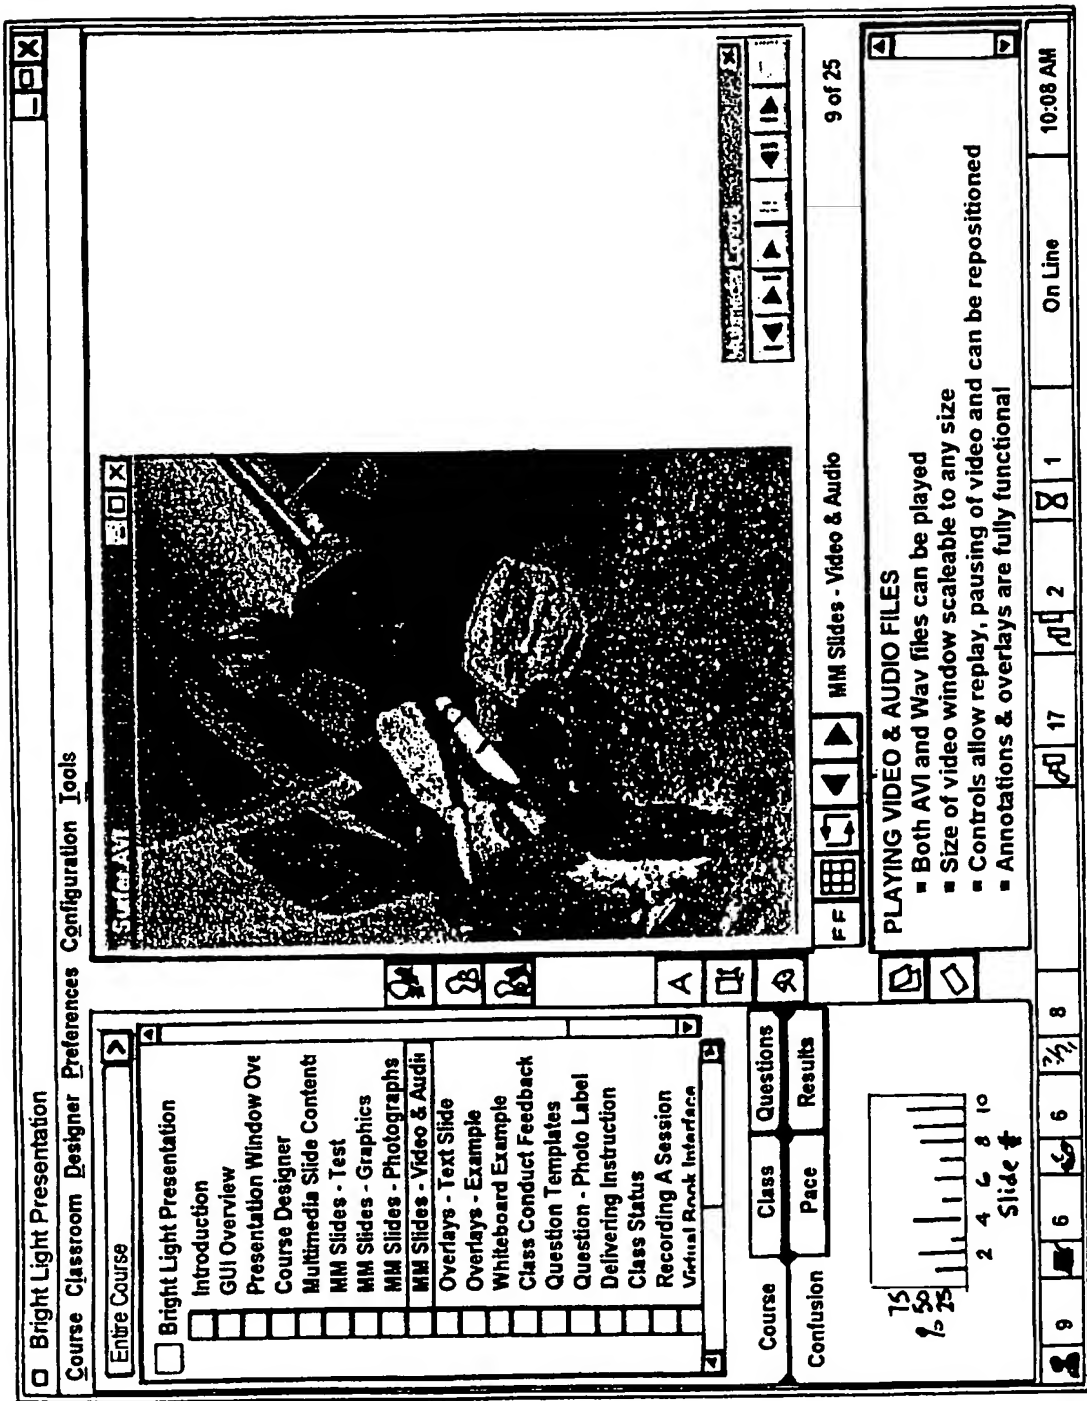 Bright Light Presentation
Course Classroom Designer Preferences Configuration Tools
Entire Course
Bright Light Presentation
Introduction
GUI Overview
Presentation Window Ove
Course Designer
Multimedia Slide Content
MM Slides - Test
MM Slides - Graphics
MM Slides - Photographs
MM Slides - Video & Audi
Overlays - Text Slide
Overlays - Example
Whiteboard Example
Class Conduct Feedback
Question Templates
Question - Photo Label
Delivering Instruction
Class Status
Recording A Session
Virtual Rank Interface
Course Class Questions
Confusion Pace Results
75
50
% 25
2 4 6 8 10
Slide #
A
Surfer.AVI
FF
MM Slides - Video & Audio
9 of 25
PLAYING VIDEO & AUDIO FILES
▪ Both AVI and Wav files can be played
▪ Size of video window scaleable to any size
▪ Controls allow replay, pausing of video and can be repositioned
▪ Annotations & overlays are fully functional
9 6 6 ?/? 8 17 2 1 On Line 10:08 AM